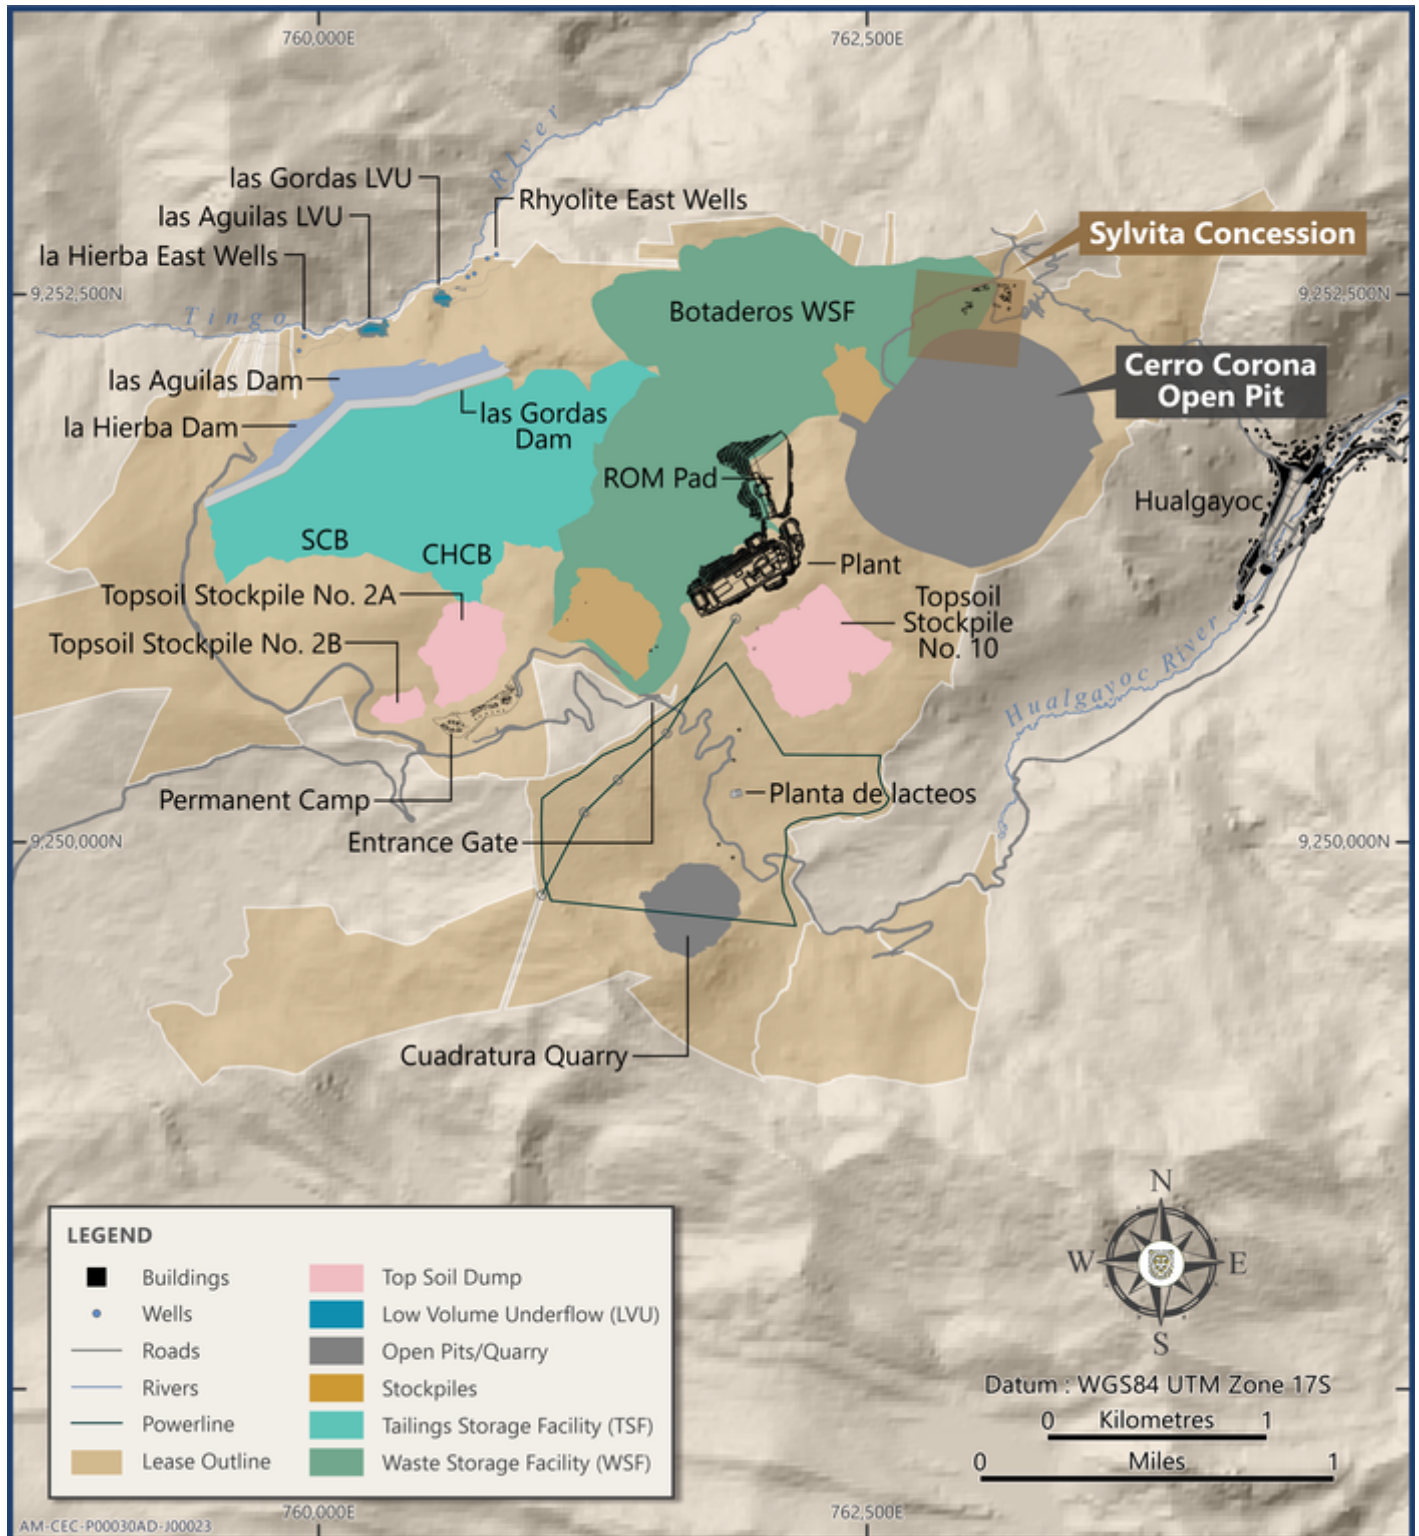 760,000E
762,500E
River
las Gordas LVU
Rhyolite East Wells
las Aguilas LVU
Sylvita Concession
la Hierba East Wells
9,252,500N
9,252,500N
Tingo
Botaderos WSF
Cerro Corona
Open Pit
las Aguilas Dam
las Gordas
Dam
la Hierba Dam
ROM Pad
Hualgayoc
SCB
CHCB
Plant
Topsoil Stockpile No. 2A
Topsoil
Stockpile
No. 10
Topsoil Stockpile No. 2B
Hualgayoc River
Permanent Camp
Planta de lacteos
Entrance Gate
9,250,000N
9,250,000N
Cuadratura Quarry
N
W
E
S
LEGEND
Buildings
Wells
Roads
Rivers
Powerline
Lease Outline
Top Soil Dump
Low Volume Underflow (LVU)
Open Pits/Quarry
Stockpiles
Tailings Storage Facility (TSF)
Waste Storage Facility (WSF)
Datum : WGS84 UTM Zone 17S
0 Kilometres 1
0 Miles 1
760,000E
762,500E
AM-CEC-P00030AD-J00023